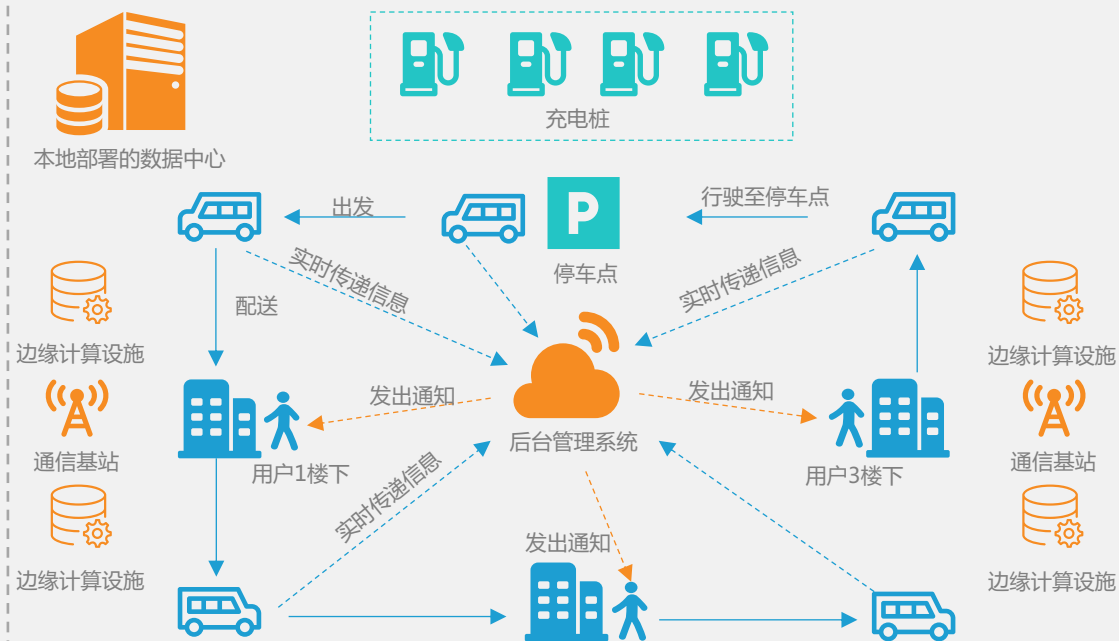 充电桩
本地部署的数据中心
出发
行驶至停车点
停车点
实时传递信息
实时传递信息
配送
边缘计算设施
边缘计算设施
发出通知
发出通知
后台管理系统
通信基站
用户1楼下
用户3楼下
通信基站
实时传递信息
发出通知
边缘计算设施
边缘计算设施